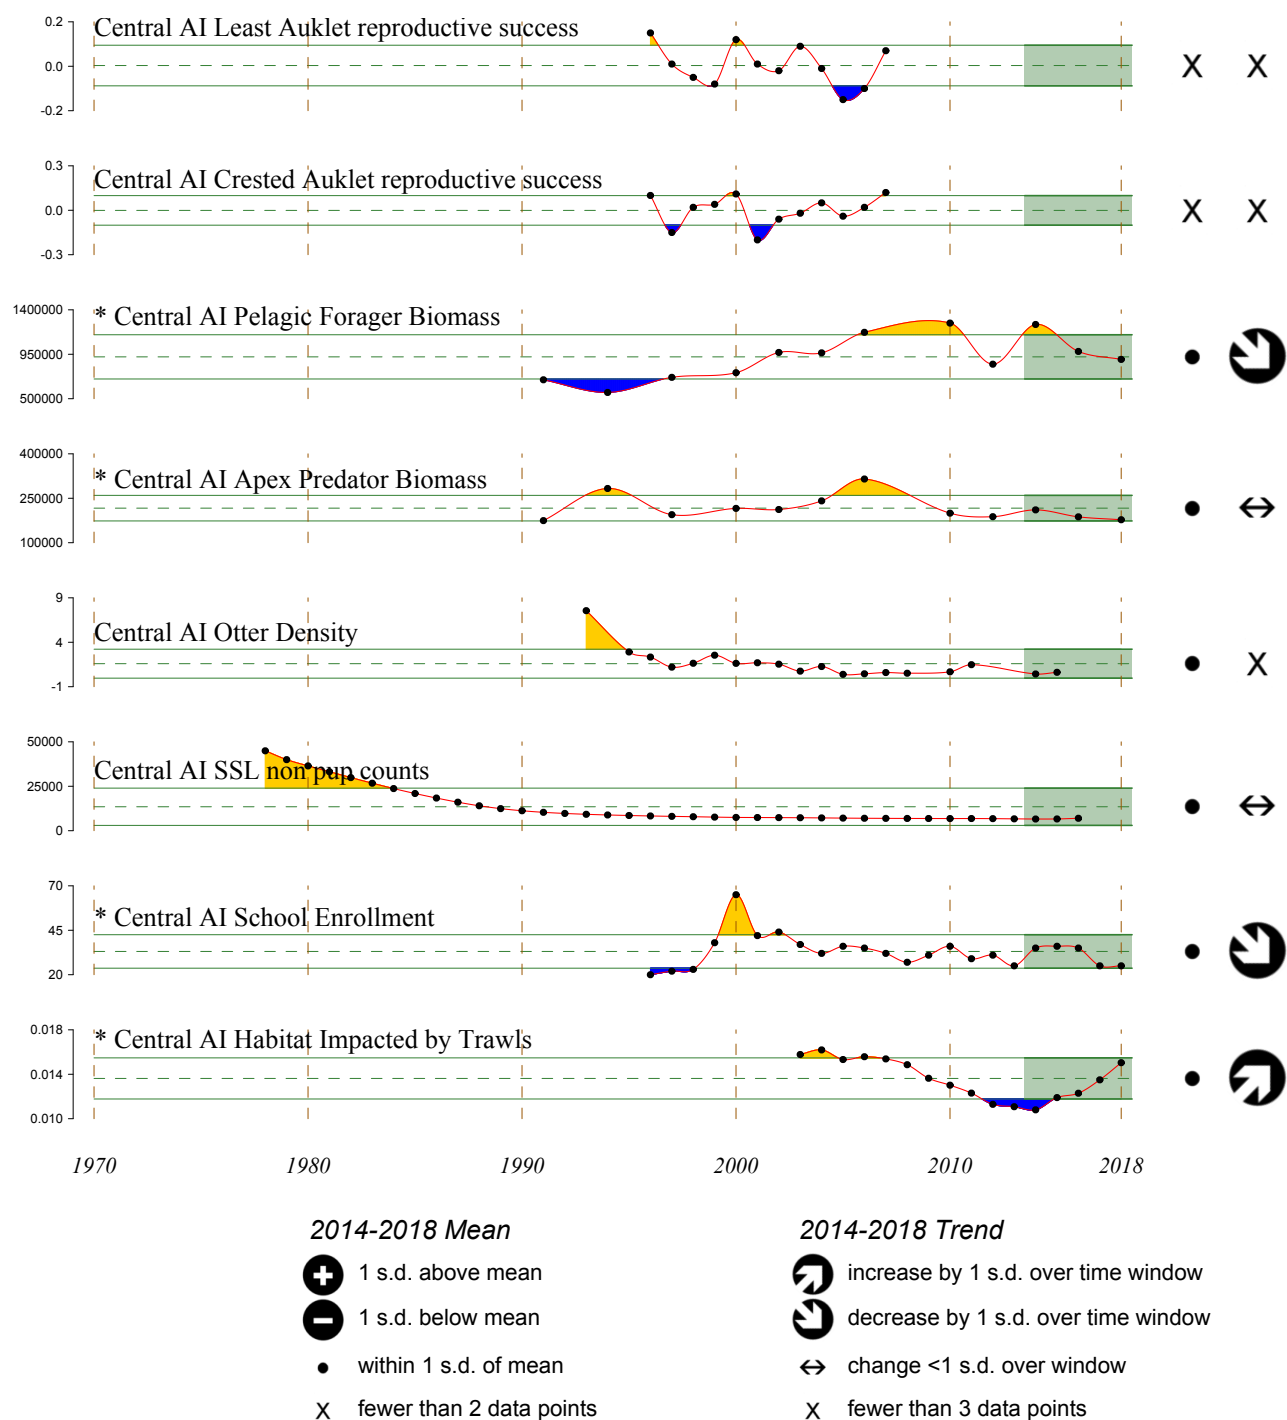 Central AI Least Auklet reproductive success
0.2
0.0
-0.2
X X
Central AI Crested Auklet reproductive success
0.3
0.0
-0.3
X X
* Central AI Pelagic Forager Biomass
1400000
950000
500000
* Central AI Apex Predator Biomass
400000
250000
100000
Central AI Otter Density
9
4
-1
X
Central AI SSL non pup counts
50000
25000
0
* Central AI School Enrollment
70
45
20
* Central AI Habitat Impacted by Trawls
0.018
0.014
0.010
1970 1980 1990 2000 2010 2018
2014-2018 Mean
1 s.d. above mean
1 s.d. below mean
within 1 s.d. of mean
X fewer than 2 data points
2014-2018 Trend
increase by 1 s.d. over time window
decrease by 1 s.d. over time window
change <1 s.d. over window
X fewer than 3 data points